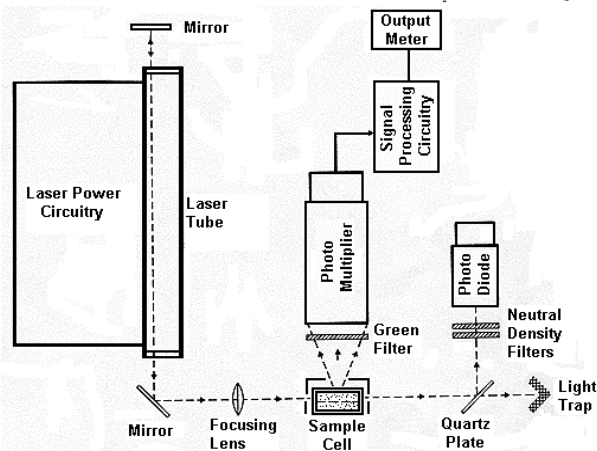 Mirror
Output
Meter
Signal
Processing
Circuitry
Laser Power
Circuitry
Laser
Tube
Photo
Multiplier
Photo
Diode
Green
Filter
Neutral
Density
Filters
Mirror
Focusing
Lens
Sample
Cell
Quartz
Plate
Light
Trap